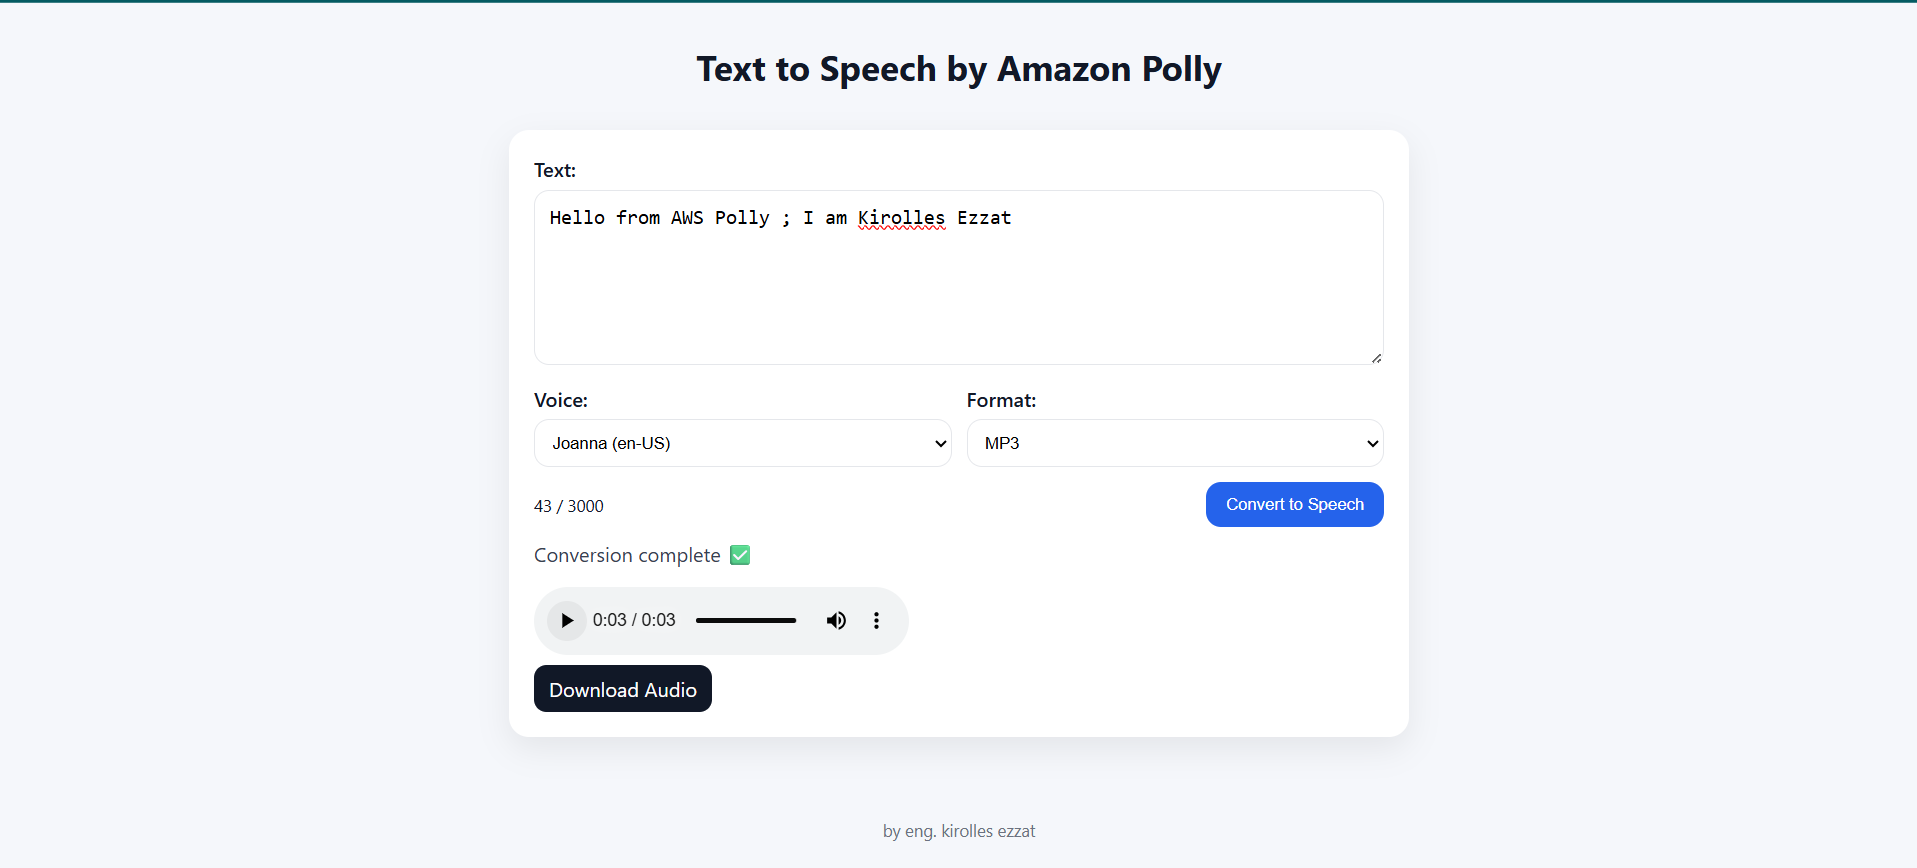 Text to Speech by Amazon Polly
Text:
Hello from AWS Polly ; I am Kirolles Ezzat
Voice: Format:
Joanna (en-US) MP3
43 / 3000 Convert to Speech
Conversion complete ✅
0:03 / 0:03
Download Audio
by eng. kirolles ezzat